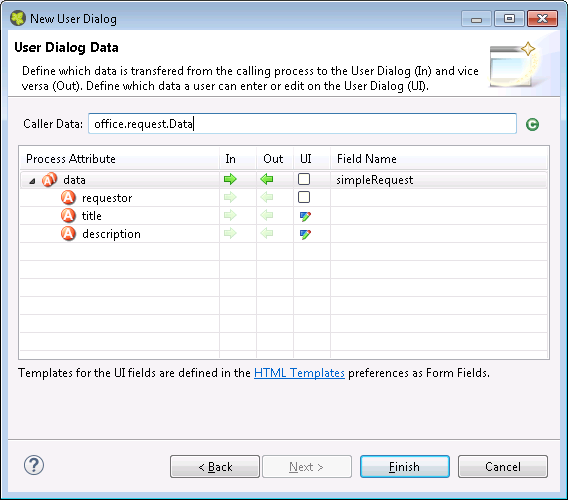 New User Dialog
User Dialog Data
Define which data is transfered from the calling process to the User Dialog (In) and vice
versa (Out). Define which data a user can enter or edit on the User Dialog (UI).
Caller Data: office.request.Data
Process Attribute In Out UI Field Name
data simpleRequest
requestor
title
description
Templates for the UI fields are defined in the HTML Templates preferences as Form Fields.
< Back Next > Finish Cancel